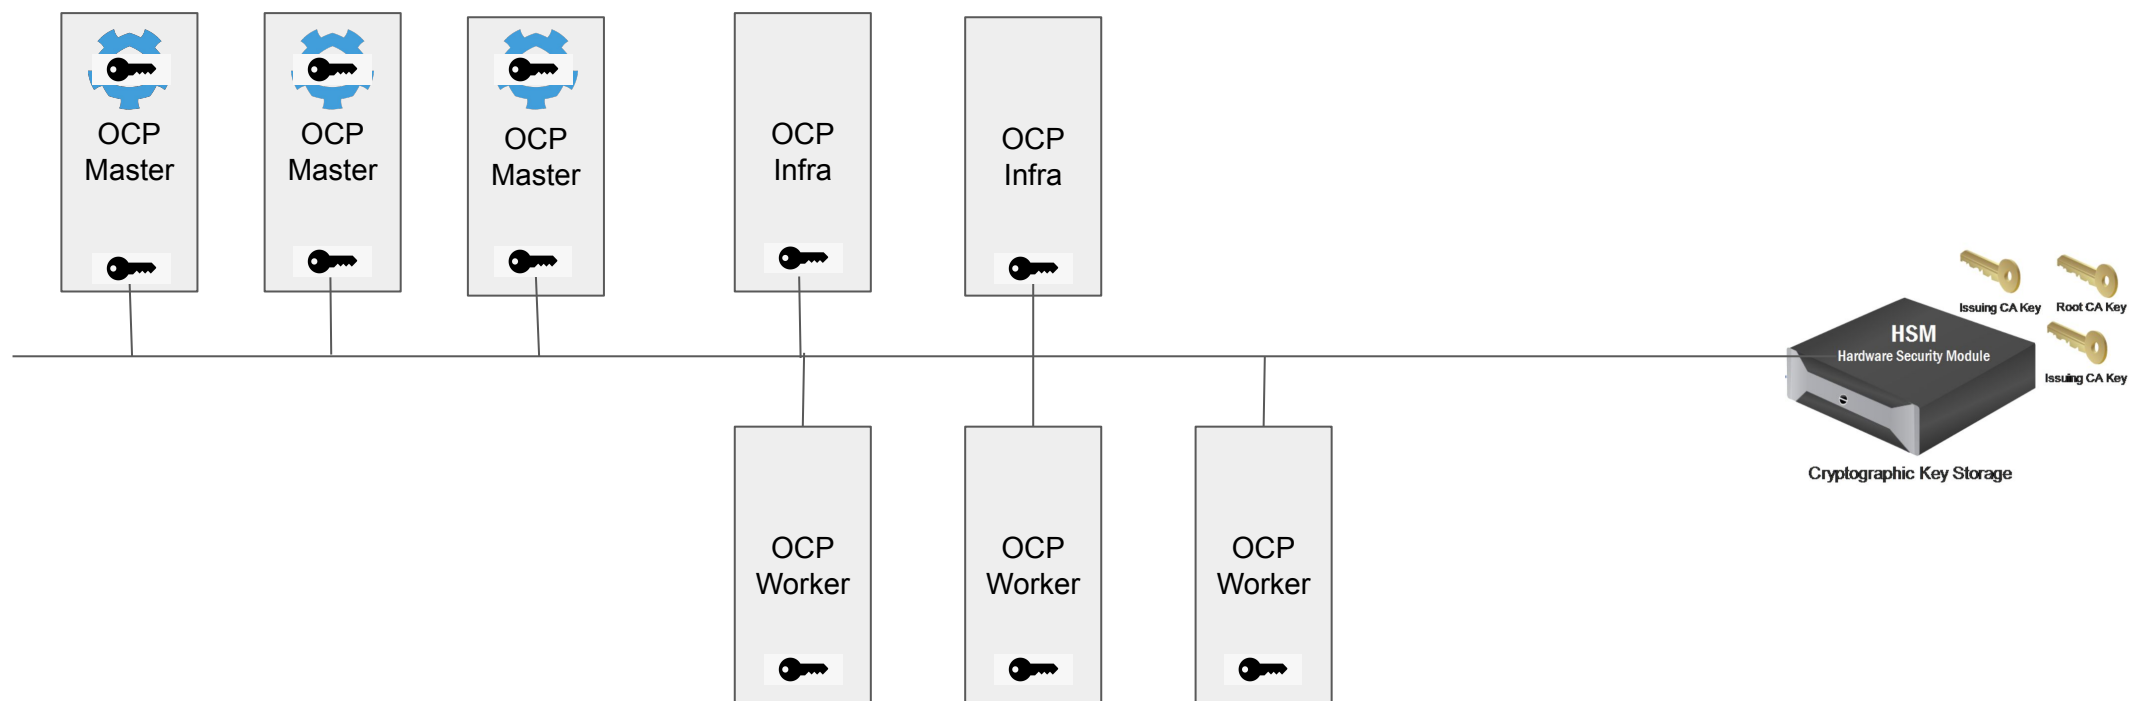 OCP
Master
OCP
Master
OCP
Master
OCP
Infra
OCP
Infra
Issuing CA Key
Root CA Key
HSM
Hardware Security Module
Issuing CA Key
Cryptographic Key Storage
OCP
Worker
OCP
Worker
OCP
Worker